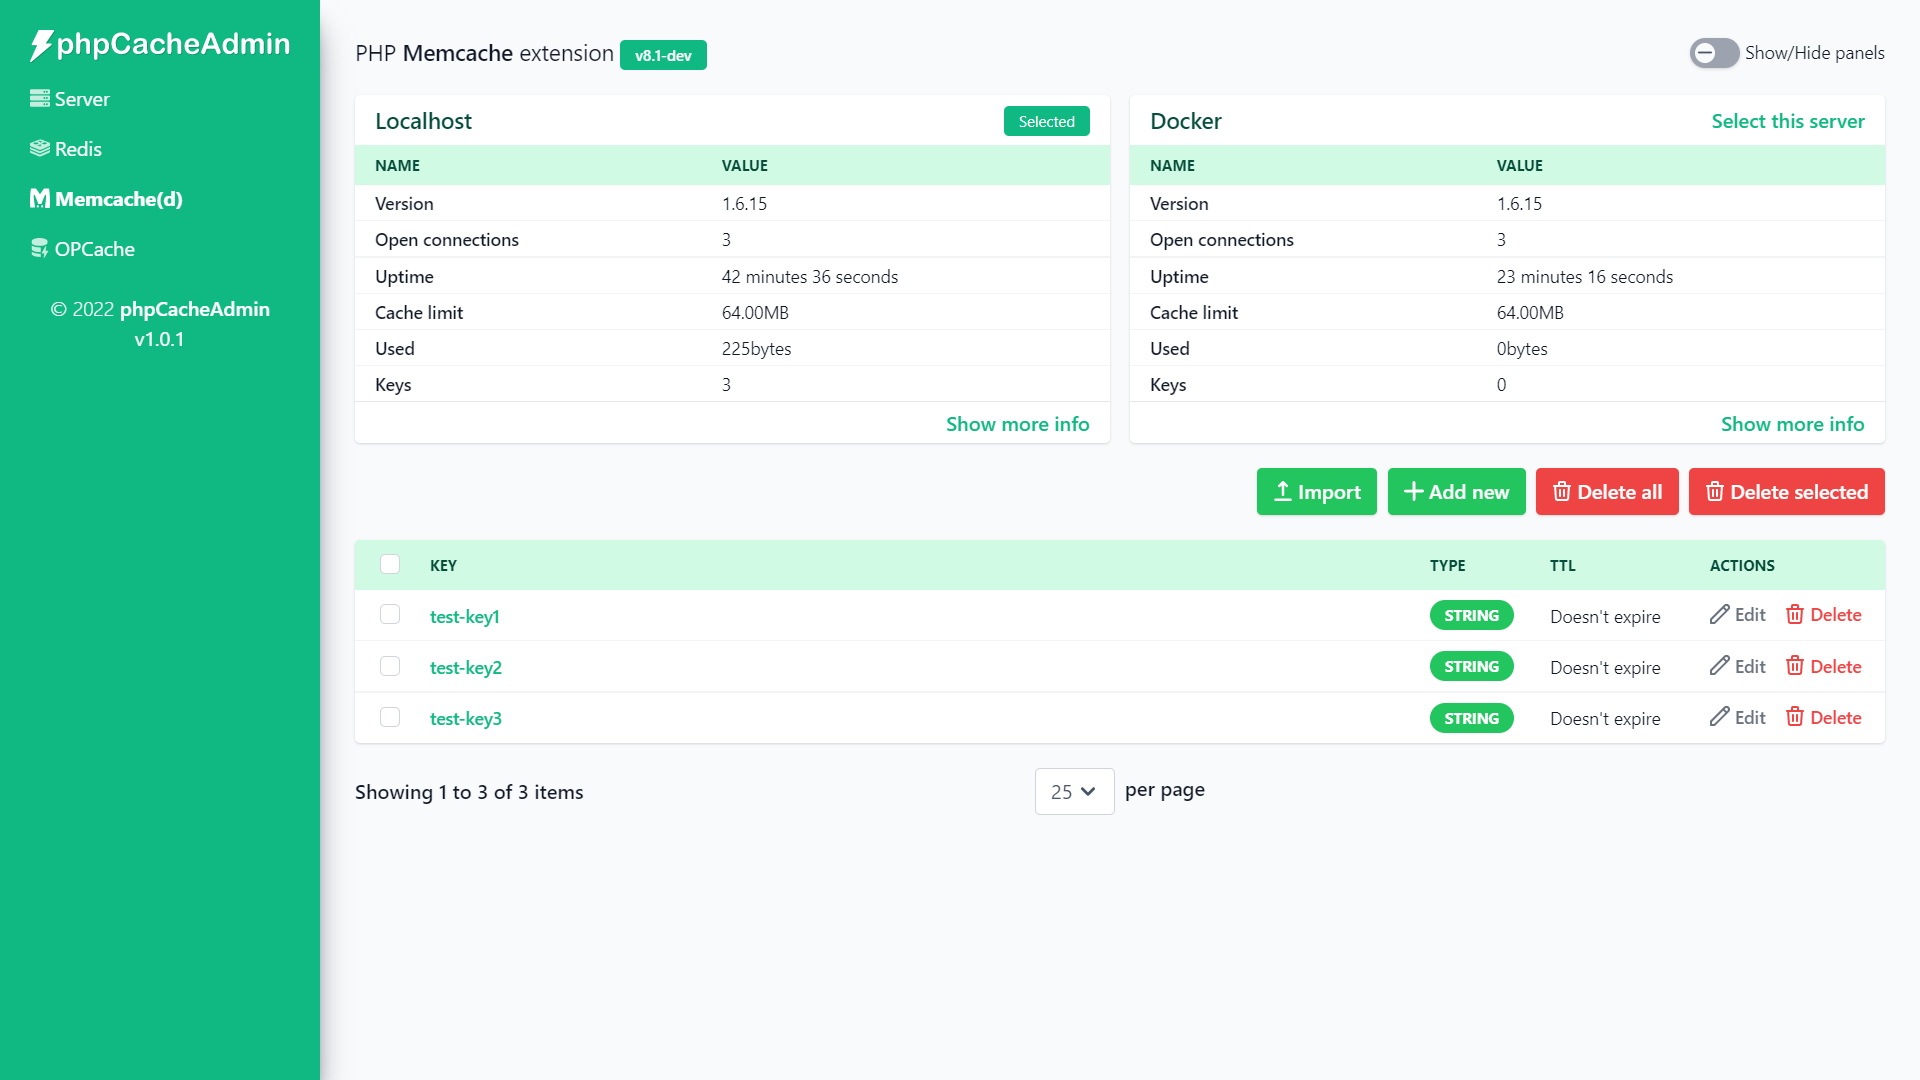 phpCacheAdmin
Server
Redis
Memcache(d)
OPCache
© 2022 phpCacheAdmin
v1.0.1
PHP Memcache extension v8.1-dev
Show/Hide panels
Localhost Selected
NAME VALUE
Version 1.6.15
Open connections 3
Uptime 42 minutes 36 seconds
Cache limit 64.00MB
Used 225bytes
Keys 3
Show more info
Docker Select this server
NAME VALUE
Version 1.6.15
Open connections 3
Uptime 23 minutes 16 seconds
Cache limit 64.00MB
Used 0bytes
Keys 0
Show more info
Import Add new Delete all Delete selected
KEY TYPE TTL ACTIONS
test-key1 STRING Doesn't expire Edit Delete
test-key2 STRING Doesn't expire Edit Delete
test-key3 STRING Doesn't expire Edit Delete
Showing 1 to 3 of 3 items 25 per page